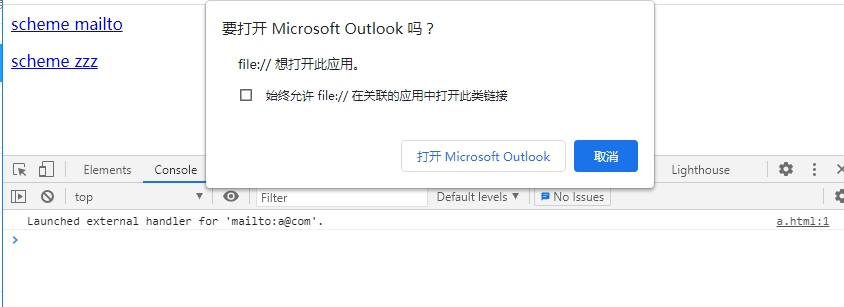 scheme mailto
scheme zzz
要打开 Microsoft Outlook 吗？
file:// 想打开此应用。
始终允许 file:// 在关联的应用中打开此类链接
打开 Microsoft Outlook
取消
Elements
Console
Lighthouse
top
Filter
Default levels
No Issues
Launched external handler for 'mailto:a@com'.
a.html:1